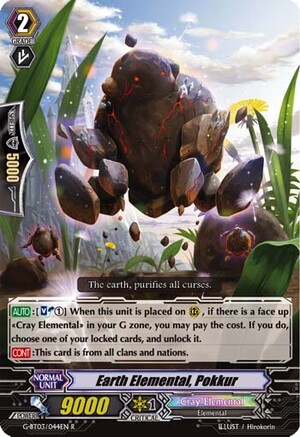 2
GRADE
5000
The earth, purifies all curses.
AUTO : [V ①] When this unit is placed on , if there is a face up
«Cray Elemental» in your G zone, you may pay the cost. If you do,
choose one of your locked cards, and unlock it.
CONT :This card is from all clans and nations.
NORMAL
UNIT
Earth Elemental, Pokkur
POWER
9000
1
CRITICAL
Cray Elemental
Elemental
G-BT03/044EN R
ILLUST / Hirokorin